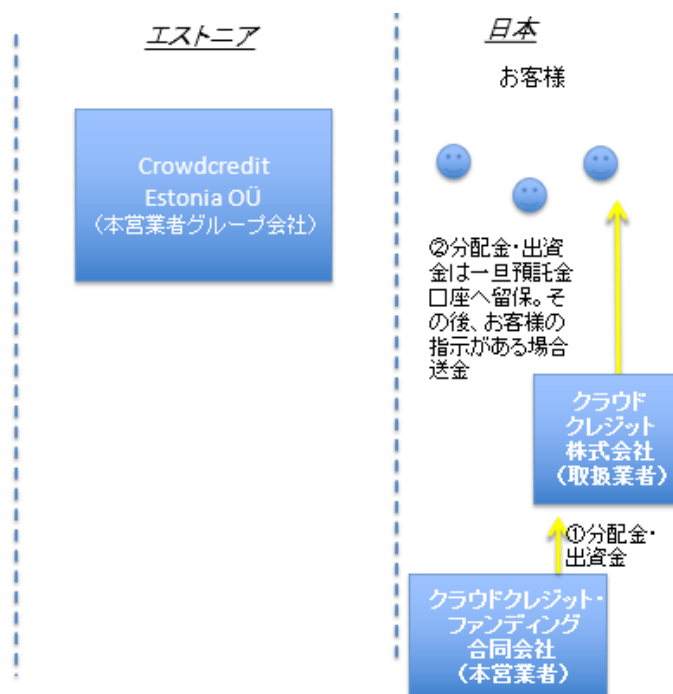 エストニア
日本
お客様
Crowdcredit
Estonia OÜ
（本営業者グループ会社）
②分配金・出資
金は一旦預託金
口座へ留保。そ
の後、お客様の
指示がある場合
送金
クラウド
クレジット
株式会社
（取扱業者）
①分配金・
出資金
クラウドクレジット・
ファンディング
合同会社
（本営業者）